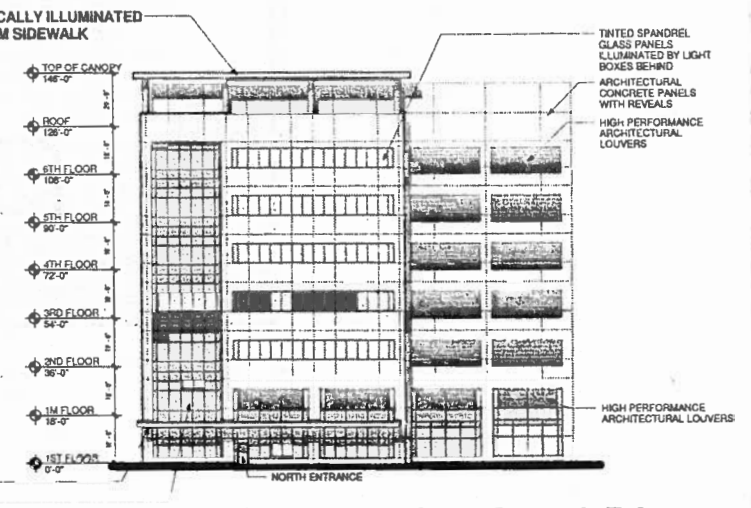 CALLY ILLUMINATED
M SIDEWALK
TINTED SPANDREL
GLASS PANELS
ILLUMINATED BY LIGHT
BOXES BEHIND
ARCHITECTURAL
CONCRETE PANELS
WITH REVEALS
HIGH PERFORMANCE
ARCHITECTURAL
LOUVERS
TOP OF CANOPY
146'-0"
ROOF
126'-0"
6TH FLOOR
108'-0"
5TH FLOOR
90'-0"
4TH FLOOR
72'-0"
3RD FLOOR
54'-0"
2ND FLOOR
36'-0"
1M FLOOR
18'-0"
1ST FLOOR
0'-0"
HIGH PERFORMANCE
ARCHITECTURAL LOUVERS
NORTH ENTRANCE